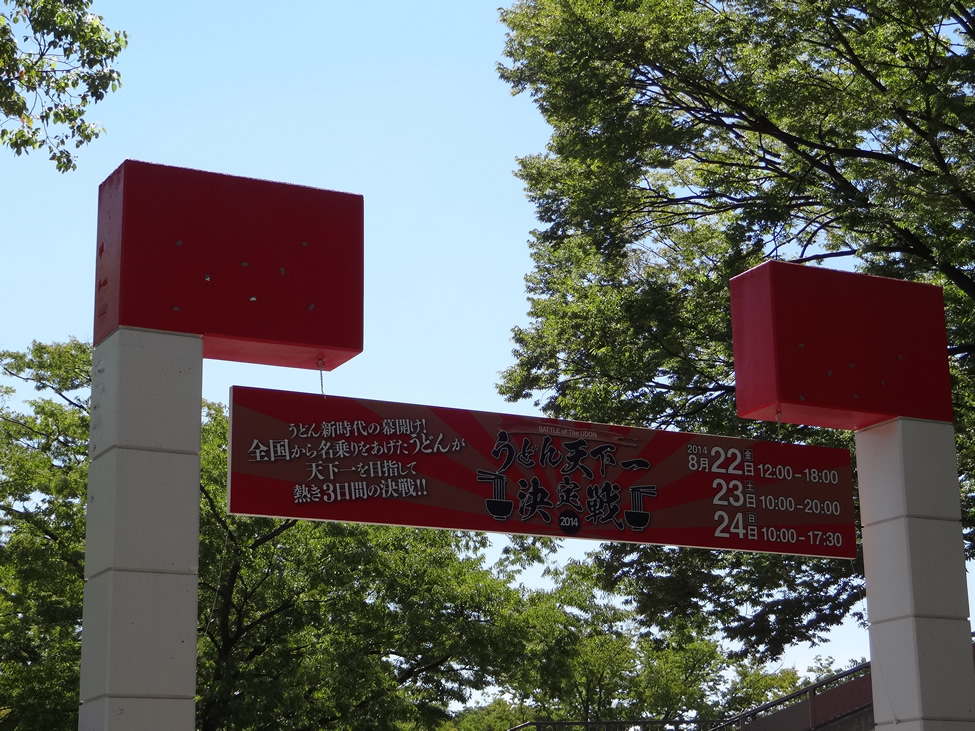 うどん新時代の幕開け!
全国から名乗りをあげたうどんが
天下一を目指して
熱き3日間の決戦!!
BATTLE of The UDON
うどん天下一
決定戦
2014
2014
8月22日金 12:00-18:00
23日土 10:00-20:00
24日日 10:00-17:30